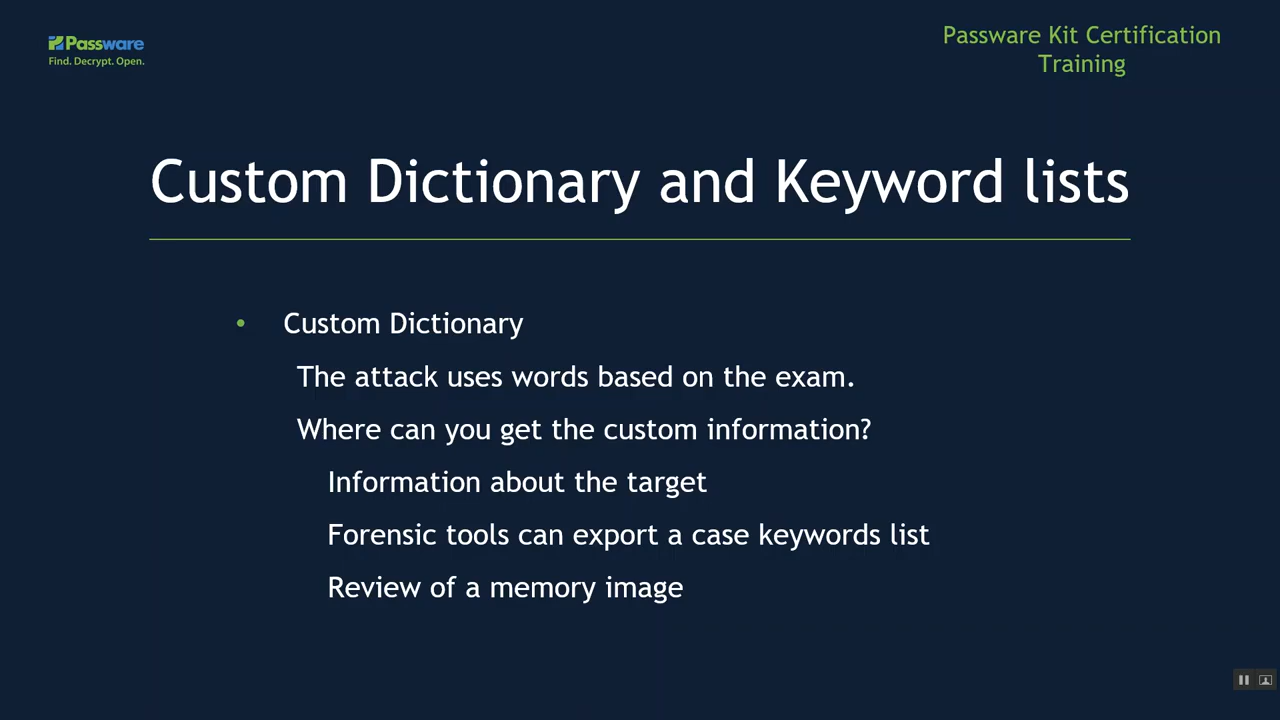 Passware
Find. Decrypt. Open.
Passware Kit Certification
Training
Custom Dictionary and Keyword lists
• Custom Dictionary
The attack uses words based on the exam.
Where can you get the custom information?
Information about the target
Forensic tools can export a case keywords list
Review of a memory image